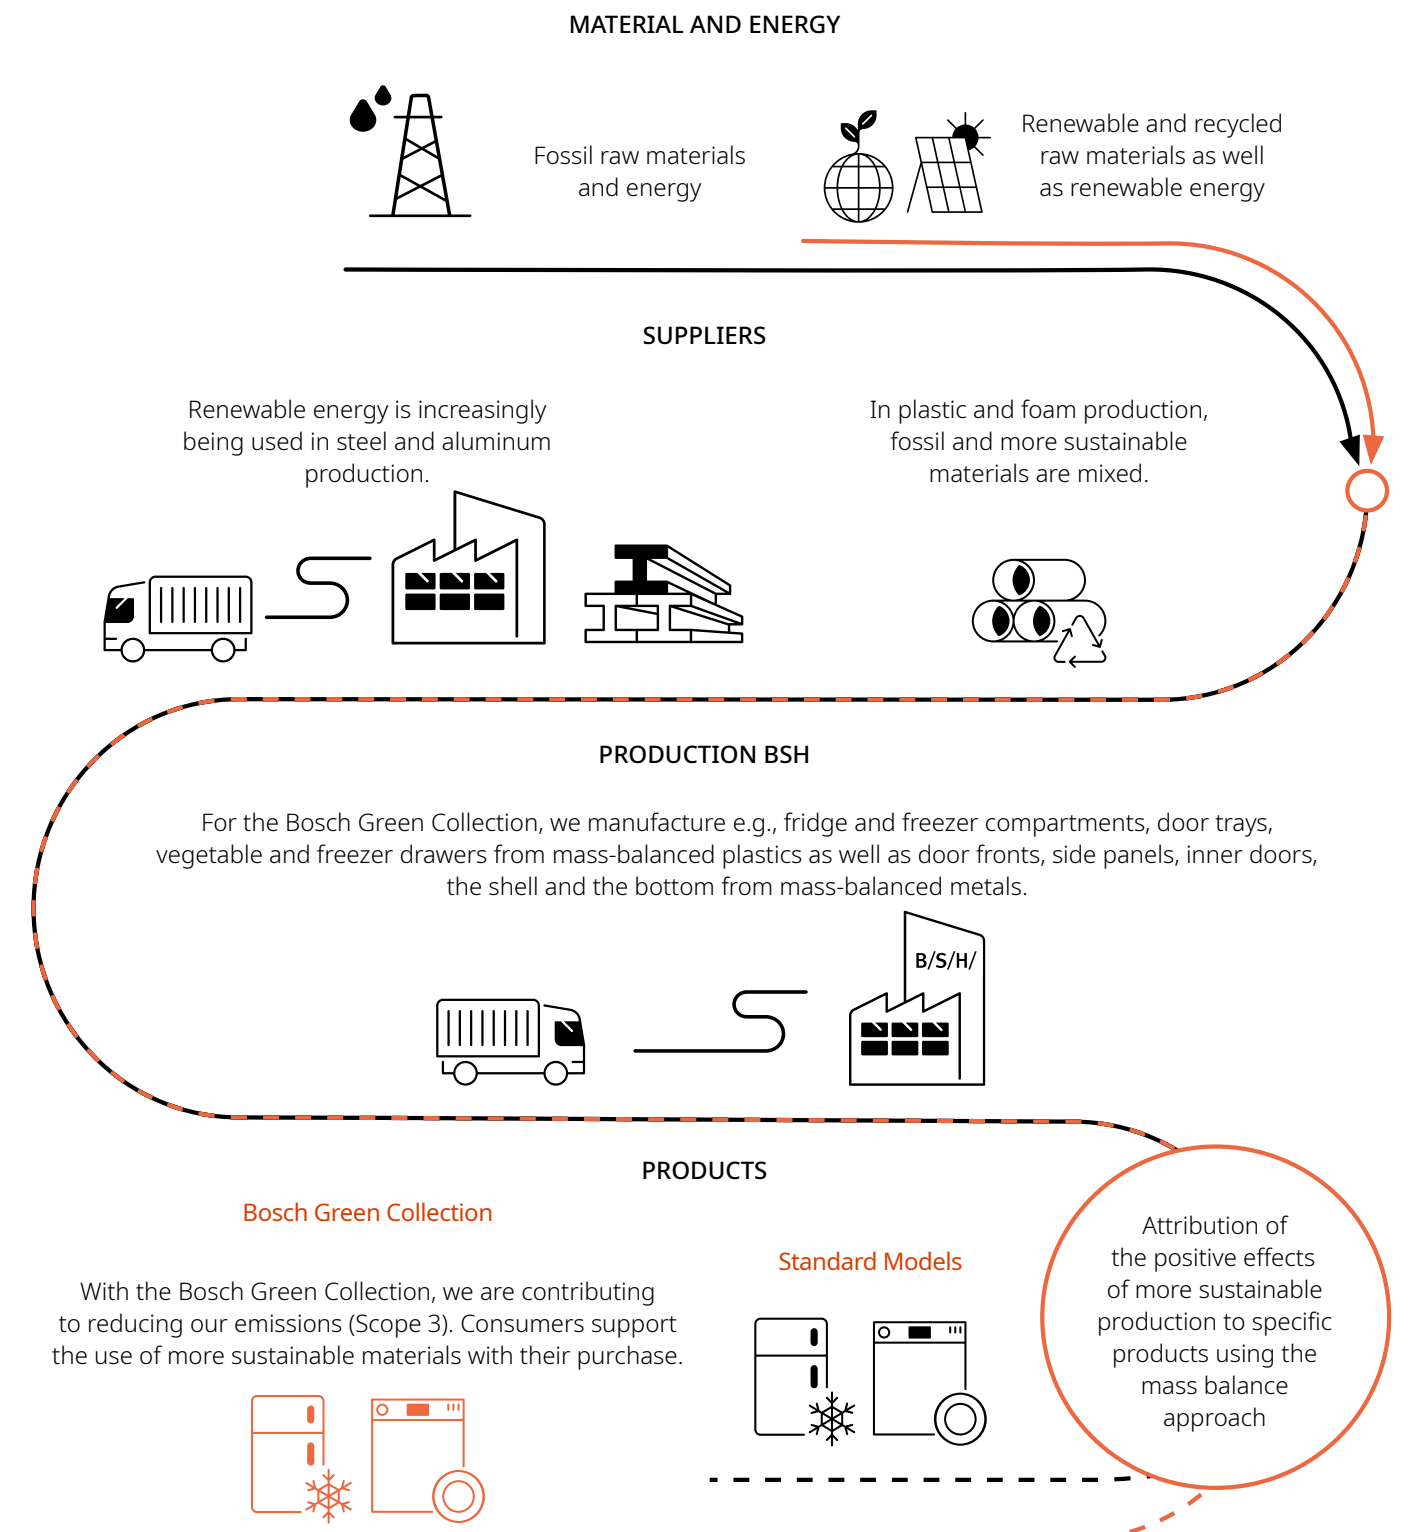 MATERIAL AND ENERGY
Fossil raw materials
and energy
Renewable and recycled
raw materials as well
as renewable energy
SUPPLIERS
Renewable energy is increasingly
being used in steel and aluminum
production.
In plastic and foam production,
fossil and more sustainable
materials are mixed.
PRODUCTION BSH
For the Bosch Green Collection, we manufacture e.g., fridge and freezer compartments, door trays,
vegetable and freezer drawers from mass-balanced plastics as well as door fronts, side panels, inner doors,
the shell and the bottom from mass-balanced metals.
B/S/H/
PRODUCTS
Bosch Green Collection
With the Bosch Green Collection, we are contributing
to reducing our emissions (Scope 3). Consumers support
the use of more sustainable materials with their purchase.
Standard Models
Attribution of
the positive effects
of more sustainable
production to specific
products using the
mass balance
approach